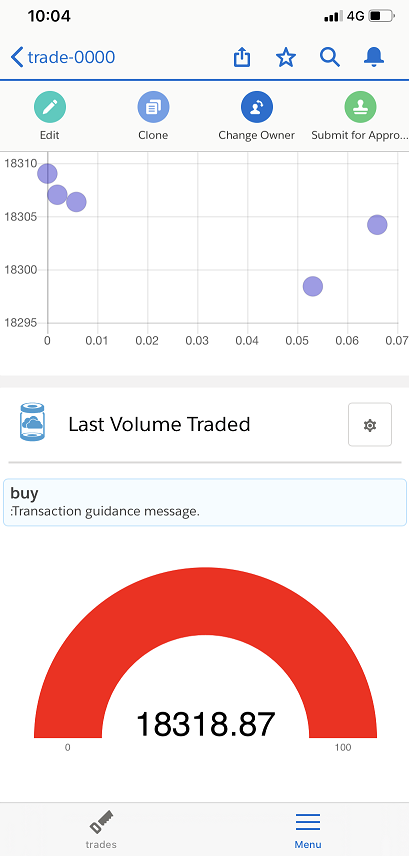 10:04 4G
trade-0000
Edit Clone Change Owner Submit for Appro...
18310
18305
18300
18295
0 0.01 0.02 0.03 0.04 0.05 0.06 0.07
Last Volume Traded
buy
:Transaction guidance message.
18318.87
0 100
trades Menu